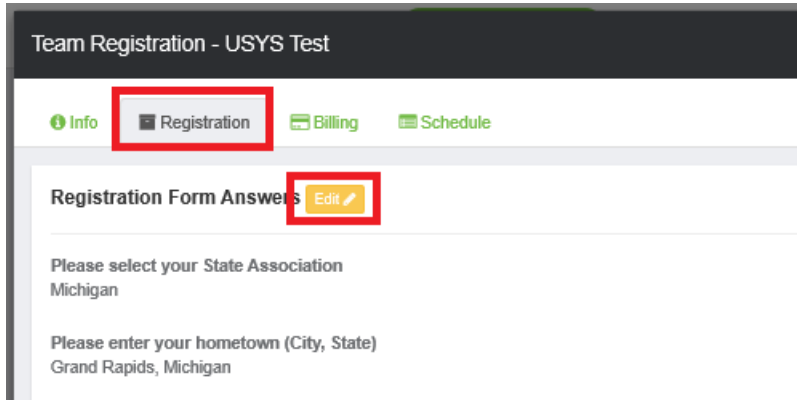 Team Registration - USYS Test
Info Registration Billing Schedule
Registration Form Answers Edit
Please select your State Association
Michigan
Please enter your hometown (City, State)
Grand Rapids, Michigan